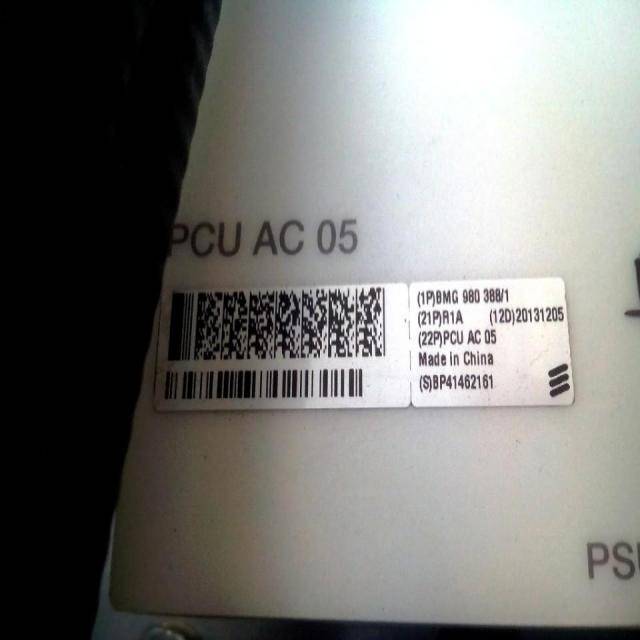 PCU AC 05
(1P)BMG 980 388/1
(21P)R1A (12D)20131205
(22P)PCU AC 05
Made in China
(S)BP41462161